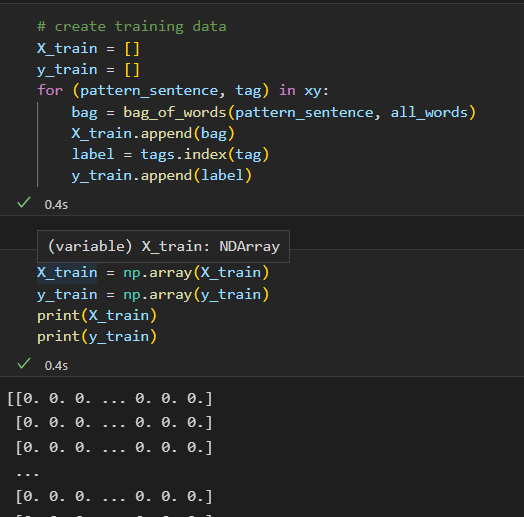 # create training data
X_train = []
y_train = []
for (pattern_sentence, tag) in xy:
    bag = bag_of_words(pattern_sentence, all_words)
    X_train.append(bag)
    label = tags.index(tag)
    y_train.append(label)
0.4s
(variable) X_train: NDArray
X_train = np.array(X_train)
y_train = np.array(y_train)
print(X_train)
print(y_train)
0.4s
[[0. 0. 0. ... 0. 0. 0.]
 [0. 0. 0. ... 0. 0. 0.]
 [0. 0. 0. ... 0. 0. 0.]
 ...
 [0. 0. 0. ... 0. 0. 0.]